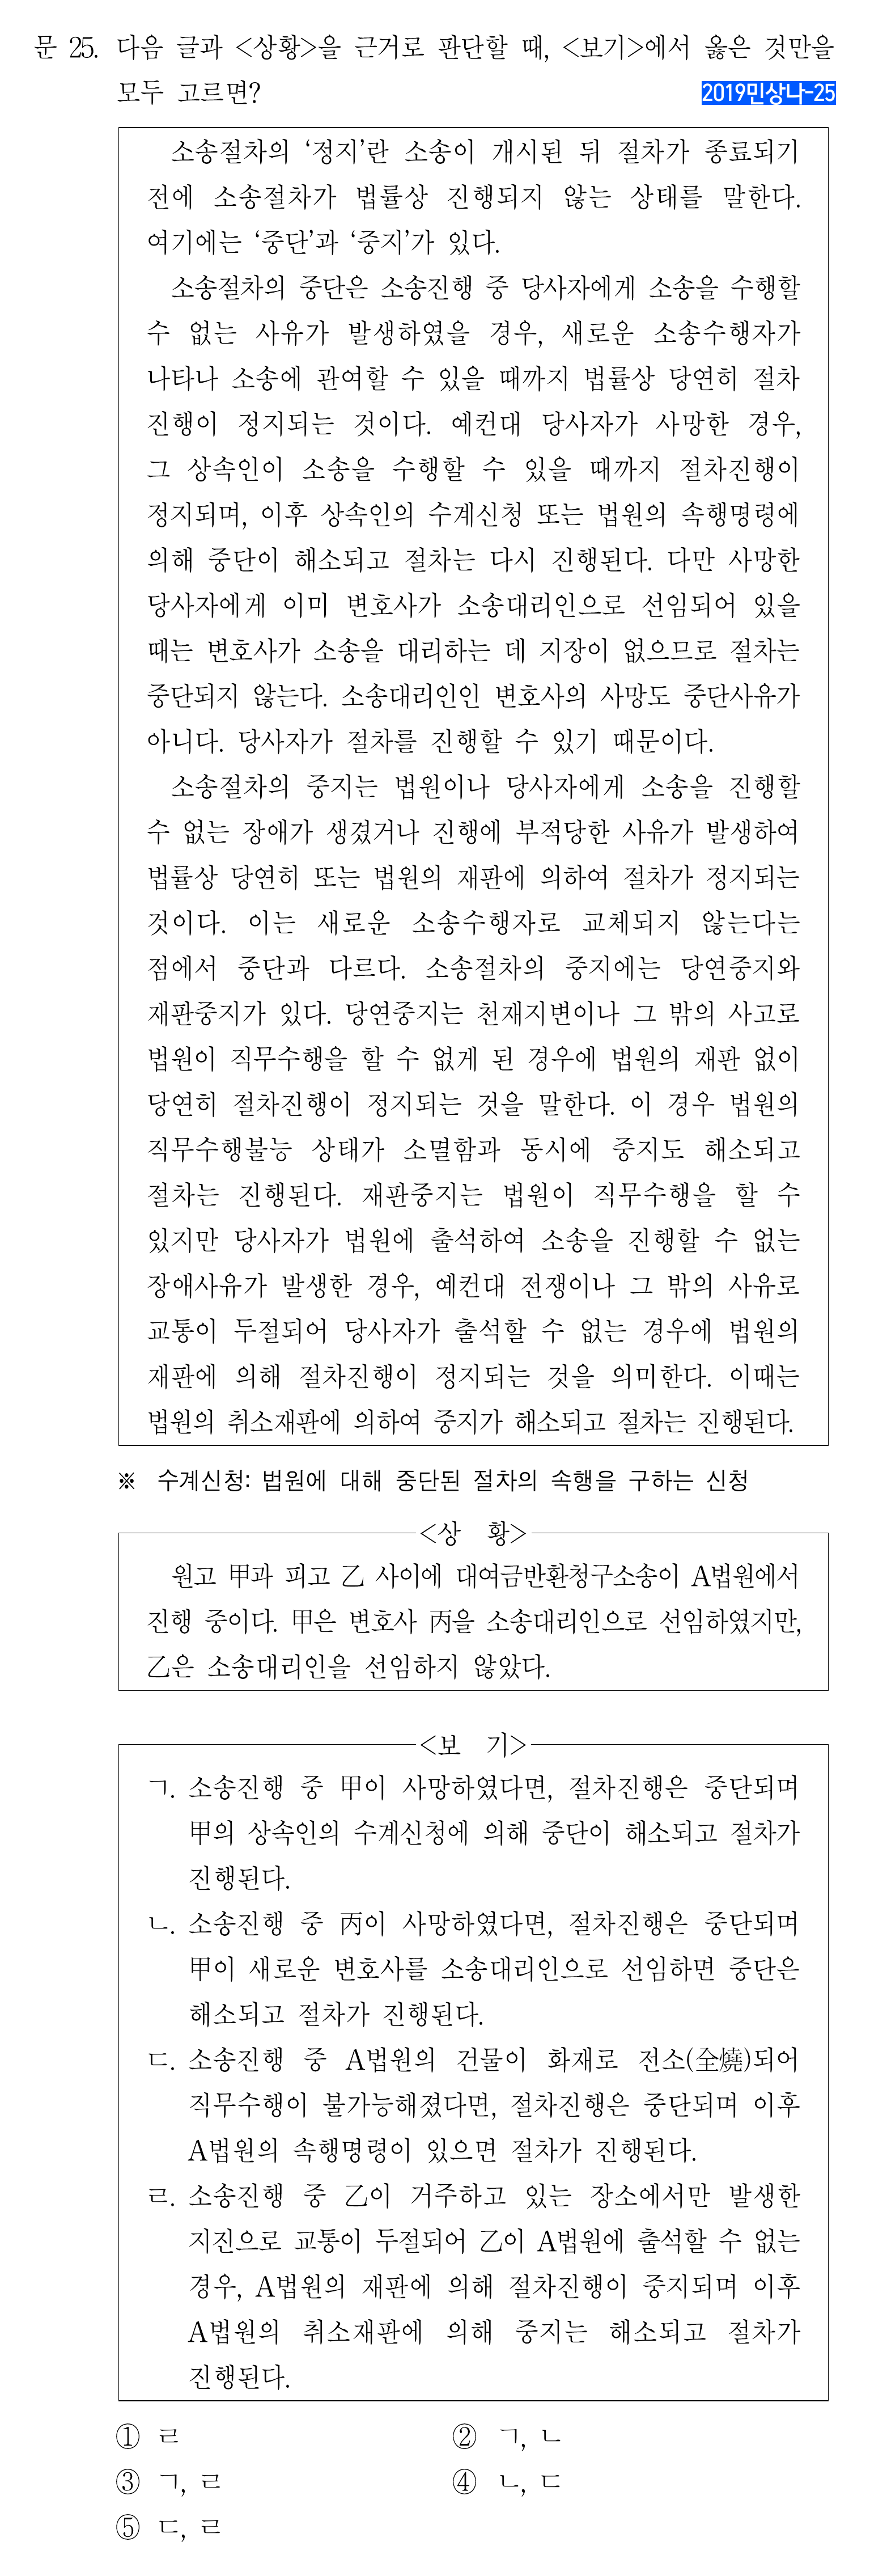 문 25. 다음 글과 <상황>을 근거로 판단할 때, <보기>에서 옳은 것만을
모두 고르면?
2019민상나-25
소송절차의 ‘정지’란 소송이 개시된 뒤 절차가 종료되기
전에 소송절차가 법률상 진행되지 않는 상태를 말한다.
여기에는 ‘중단’과 ‘중지’가 있다.
소송절차의 중단은 소송진행 중 당사자에게 소송을 수행할
수 없는 사유가 발생하였을 경우, 새로운 소송수행자가
나타나 소송에 관여할 수 있을 때까지 법률상 당연히 절차
진행이 정지되는 것이다. 예컨대 당사자가 사망한 경우,
그 상속인이 소송을 수행할 수 있을 때까지 절차진행이
정지되며, 이후 상속인의 수계신청 또는 법원의 속행명령에
의해 중단이 해소되고 절차는 다시 진행된다. 다만 사망한
당사자에게 이미 변호사가 소송대리인으로 선임되어 있을
때는 변호사가 소송을 대리하는 데 지장이 없으므로 절차는
중단되지 않는다. 소송대리인인 변호사의 사망도 중단사유가
아니다. 당사자가 절차를 진행할 수 있기 때문이다.
소송절차의 중지는 법원이나 당사자에게 소송을 진행할
수 없는 장애가 생겼거나 진행에 부적당한 사유가 발생하여
법률상 당연히 또는 법원의 재판에 의하여 절차가 정지되는
것이다. 이는 새로운 소송수행자로 교체되지 않는다는
점에서 중단과 다르다. 소송절차의 중지에는 당연중지와
재판중지가 있다. 당연중지는 천재지변이나 그 밖의 사고로
법원이 직무수행을 할 수 없게 된 경우에 법원의 재판 없이
당연히 절차진행이 정지되는 것을 말한다. 이 경우 법원의
직무수행불능 상태가 소멸함과 동시에 중지도 해소되고
절차는 진행된다. 재판중지는 법원이 직무수행을 할 수
있지만 당사자가 법원에 출석하여 소송을 진행할 수 없는
장애사유가 발생한 경우, 예컨대 전쟁이나 그 밖의 사유로
교통이 두절되어 당사자가 출석할 수 없는 경우에 법원의
재판에 의해 절차진행이 정지되는 것을 의미한다. 이때는
법원의 취소재판에 의하여 중지가 해소되고 절차는 진행된다.
※ 수계신청: 법원에 대해 중단된 절차의 속행을 구하는 신청
<상 황>
원고 甲과 피고 乙 사이에 대여금반환청구소송이 A법원에서
진행 중이다. 甲은 변호사 丙을 소송대리인으로 선임하였지만,
乙은 소송대리인을 선임하지 않았다.
<보 기>
ㄱ. 소송진행 중 甲이 사망하였다면, 절차진행은 중단되며
甲의 상속인의 수계신청에 의해 중단이 해소되고 절차가
진행된다.
ㄴ. 소송진행 중 丙이 사망하였다면, 절차진행은 중단되며
甲이 새로운 변호사를 소송대리인으로 선임하면 중단은
해소되고 절차가 진행된다.
ㄷ. 소송진행 중 A법원의 건물이 화재로 전소(全燒)되어
직무수행이 불가능해졌다면, 절차진행은 중단되며 이후
A법원의 속행명령이 있으면 절차가 진행된다.
ㄹ. 소송진행 중 乙이 거주하고 있는 장소에서만 발생한
지진으로 교통이 두절되어 乙이 A법원에 출석할 수 없는
경우, A법원의 재판에 의해 절차진행이 중지되며 이후
A법원의 취소재판에 의해 중지는 해소되고 절차가
진행된다.
① ㄹ ② ㄱ, ㄴ
③ ㄱ, ㄹ ④ ㄴ, ㄷ
⑤ ㄷ, ㄹ